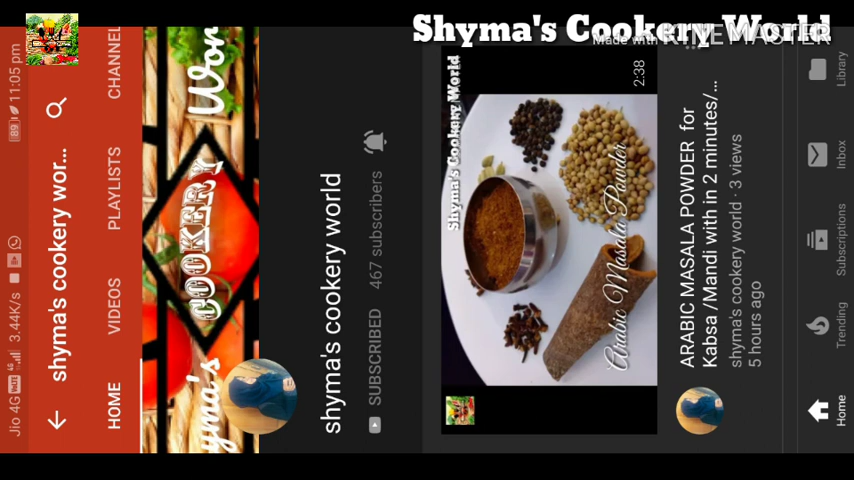 Shyma's Cookery World
Made with KINEMASTER
Jio 4G 3.44K/s 89 11:05 pm
shyma's cookery wor...
HOME VIDEOS PLAYLISTS CHANNEL
yma's COOKERY Wor
shyma's cookery world
SUBSCRIBED 467 subscribers
Shyma's Cookery World
2:38
Arabic Masala Powder
ARABIC MASALA POWDER for
Kabsa /Mandi with in 2 minutes/...
shyma's cookery world · 3 views
5 hours ago
Home Trending Subscriptions Inbox Library